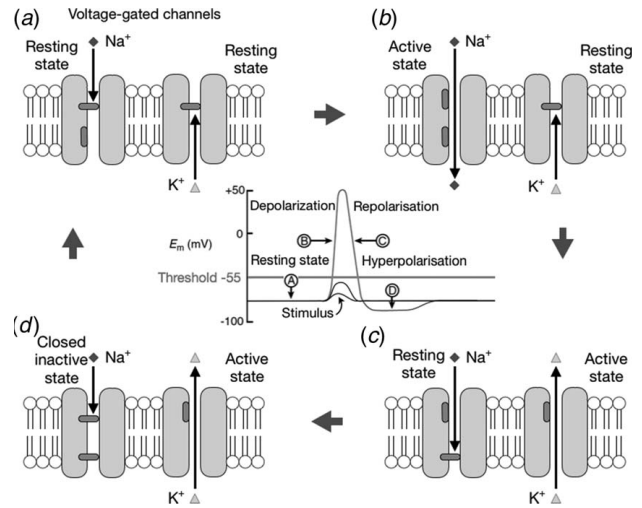 (a)
Voltage-gated channels
Resting
state
Na+
Resting
state
K+
(b)
Active
state
Na+
Resting
state
K+
+50
0
-55
-100
Em (mV)
Depolarization
Repolarisation
B
C
Resting state
Hyperpolarisation
Threshold
A
D
Stimulus
(d)
Closed
inactive
state
Na+
Active
state
K+
(c)
Resting
state
Na+
Active
state
K+